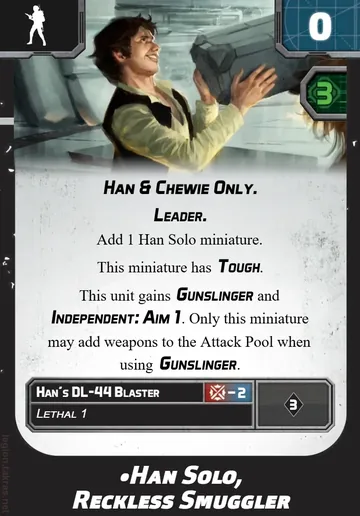 0
3
HAN & CHEWIE ONLY.
LEADER.
Add 1 Han Solo miniature.
This miniature has TOUGH.
This unit gains GUNSLINGER and
INDEPENDENT: AIM 1. Only this miniature
may add weapons to the Attack Pool when
using GUNSLINGER.
HAN'S DL-44 BLASTER
-2
3
LETHAL 1
•HAN SOLO,
RECKLESS SMUGGLER